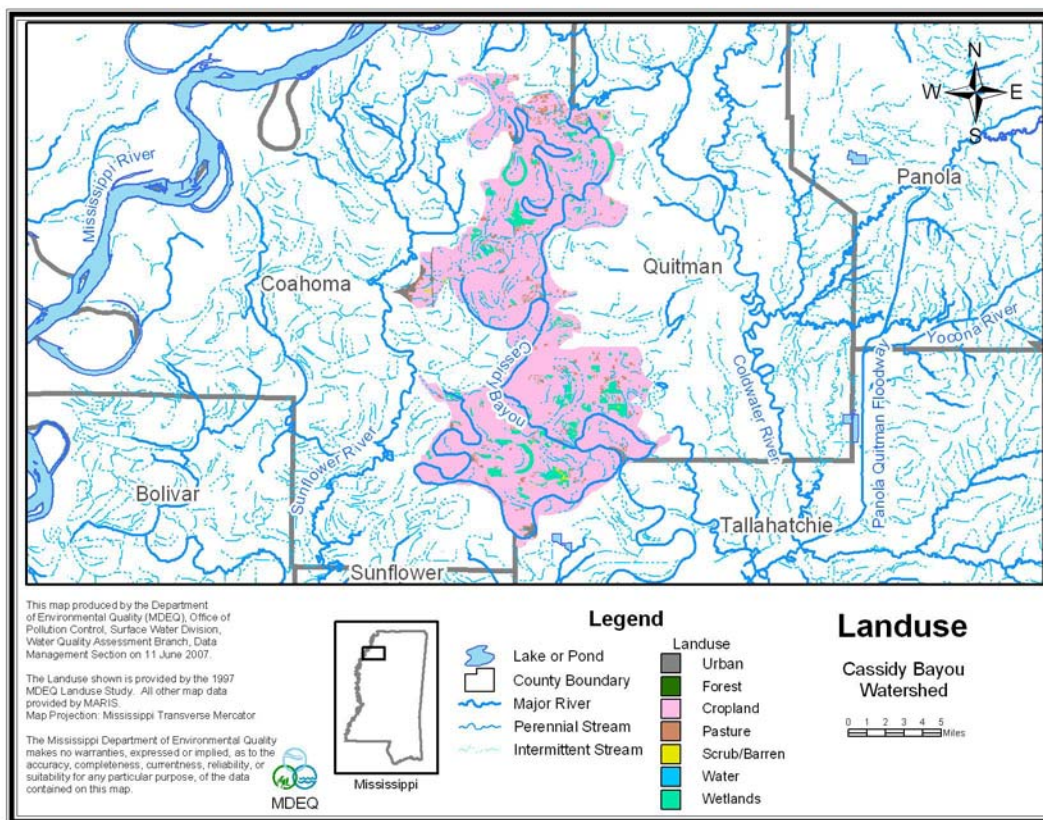 N
W
E
S
Mississippi River
Panola
Coahoma
Quitman
Yocona River
Cassidy Bayou
Coldwater River
Panola Quitman Floodway
Sunflower River
Bolivar
Tallahatchie
Sunflower
This map produced by the Department
of Environmental Quality (MDEQ), Office of
Pollution Control, Surface Water Division,
Water Quality Assessment Branch, Data
Management Section on 11 June 2007.
The Landuse shown is provided by the 1997
MDEQ Landuse Study. All other map data
provided by MARIS.
Map Projection: Mississippi Transverse Mercator
The Mississippi Department of Environmental Quality
makes no warranties, expressed or implied, as to the
accuracy, completeness, currentness, reliability, or
suitability for any particular purpose, of the data
contained on this map.
MDEQ
Mississippi
Legend
Lake or Pond
County Boundary
Major River
Perennial Stream
Intermittent Stream
Landuse
Urban
Forest
Cropland
Pasture
Scrub/Barren
Water
Wetlands
Landuse
Cassidy Bayou
Watershed
0 1 2 3 4 5
Miles